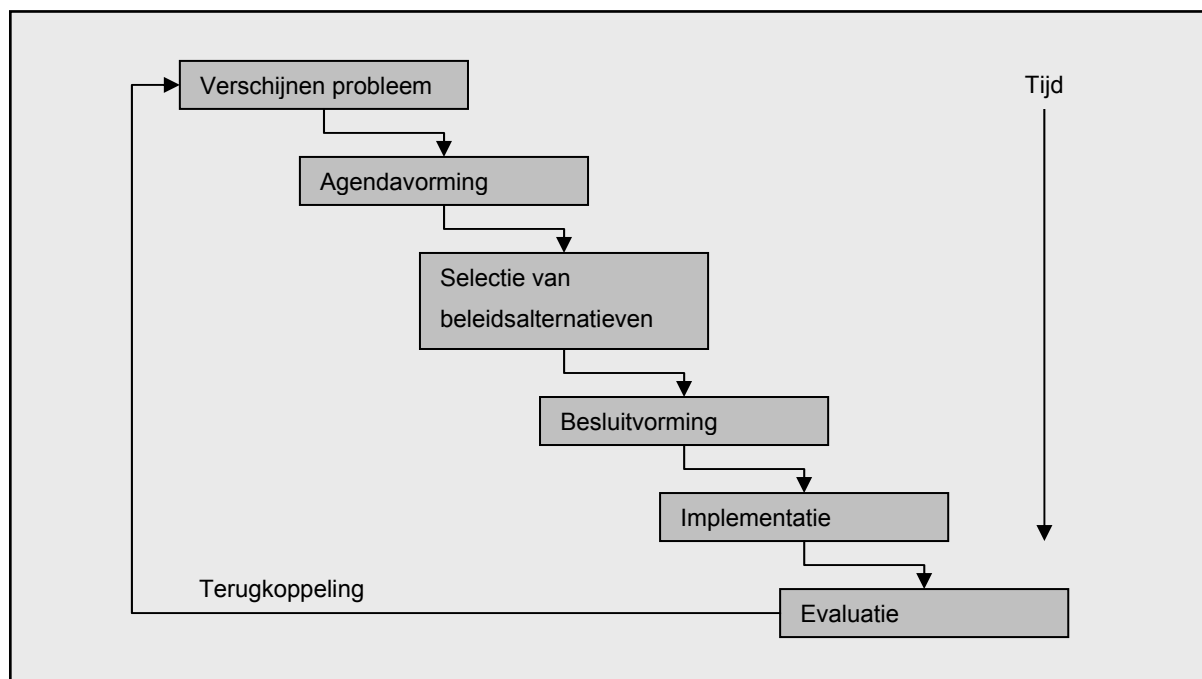 Verschijnen probleem
Tijd
Agendavorming
Selectie van
beleidsalternatieven
Besluitvorming
Implementatie
Terugkoppeling
Evaluatie